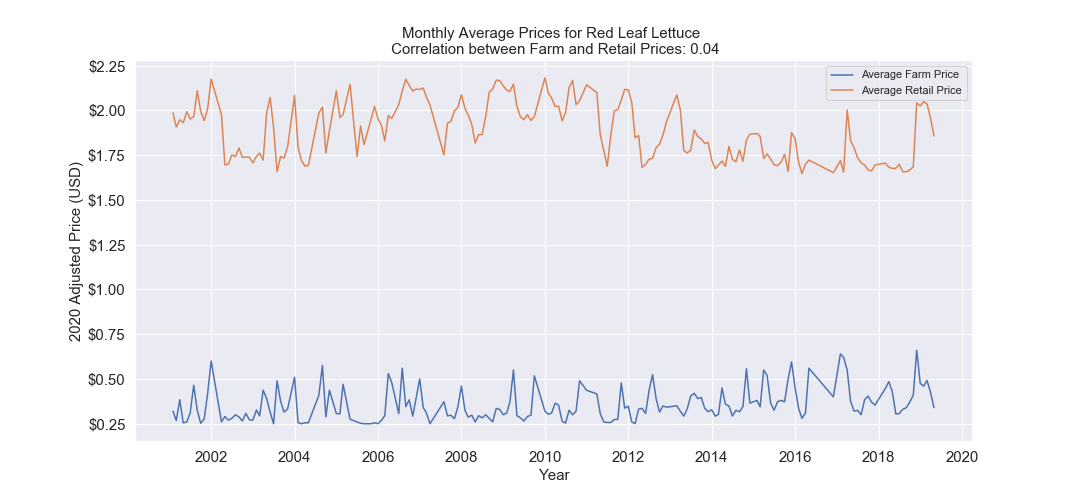 Monthly Average Prices for Red Leaf Lettuce
Correlation between Farm and Retail Prices: 0.04
Average Farm Price
Average Retail Price
2020 Adjusted Price (USD)
$2.25
$2.00
$1.75
$1.50
$1.25
$1.00
$0.75
$0.50
$0.25
2002 2004 2006 2008 2010 2012 2014 2016 2018 2020
Year